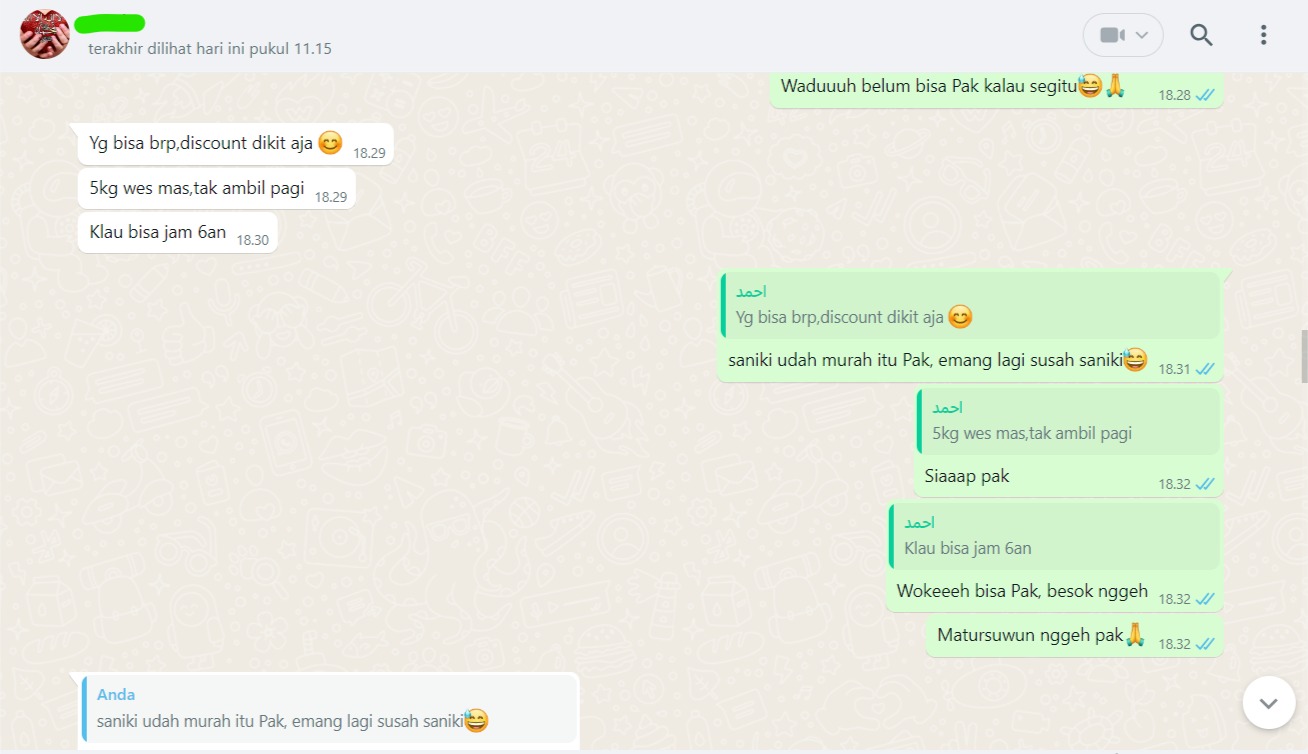 terakhir dilihat hari ini pukul 11.15
Waduuuh belum bisa Pak kalau segitu😅🙏 18.28
Yg bisa brp,discount dikit aja 😊 18.29
5kg wes mas,tak ambil pagi 18.29
Klau bisa jam 6an 18.30
احمد
Yg bisa brp,discount dikit aja 😊
saniki udah murah itu Pak, emang lagi susah saniki😅 18.31
احمد
5kg wes mas,tak ambil pagi
Siaaap pak 18.32
احمد
Klau bisa jam 6an
Wokeeeh bisa Pak, besok nggeh 18.32
Matursuwun nggeh pak🙏 18.32
Anda
saniki udah murah itu Pak, emang lagi susah saniki😅